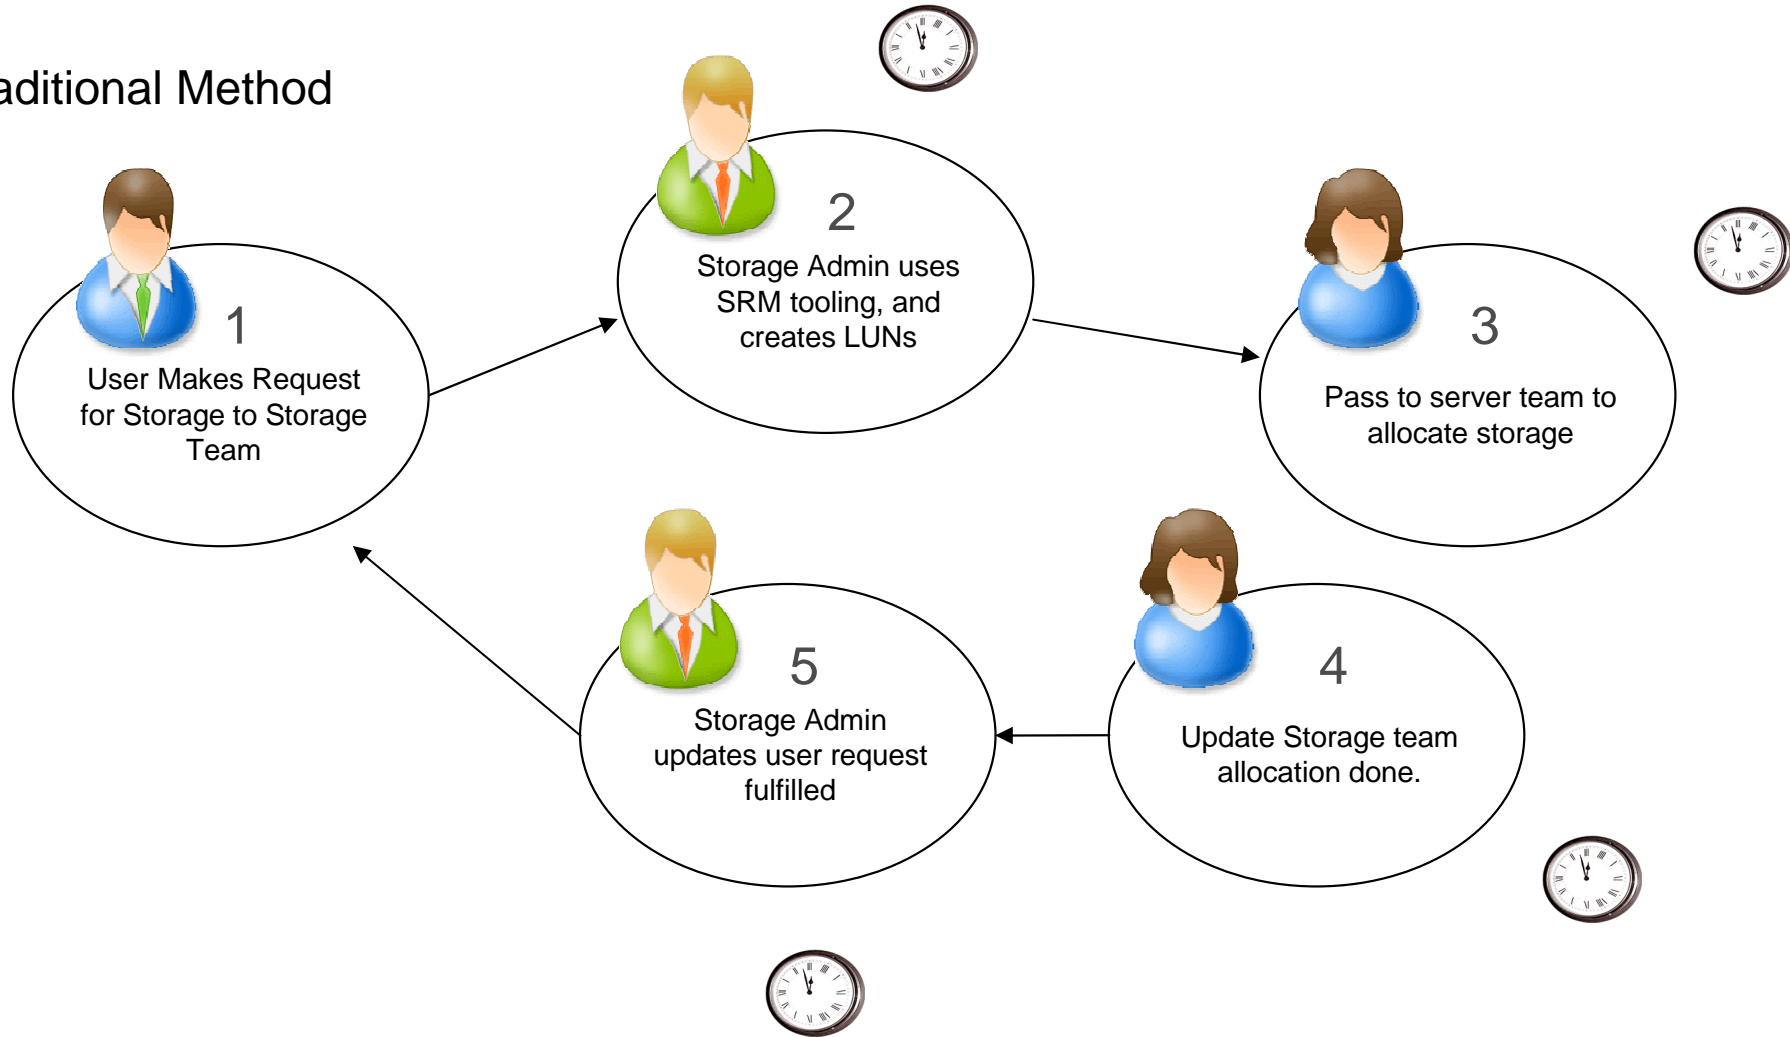 aditional Method
1
User Makes Request
for Storage to Storage
Team
2
Storage Admin uses
SRM tooling, and
creates LUNs
3
Pass to server team to
allocate storage
4
Update Storage team
allocation done.
5
Storage Admin
updates user request
fulfilled